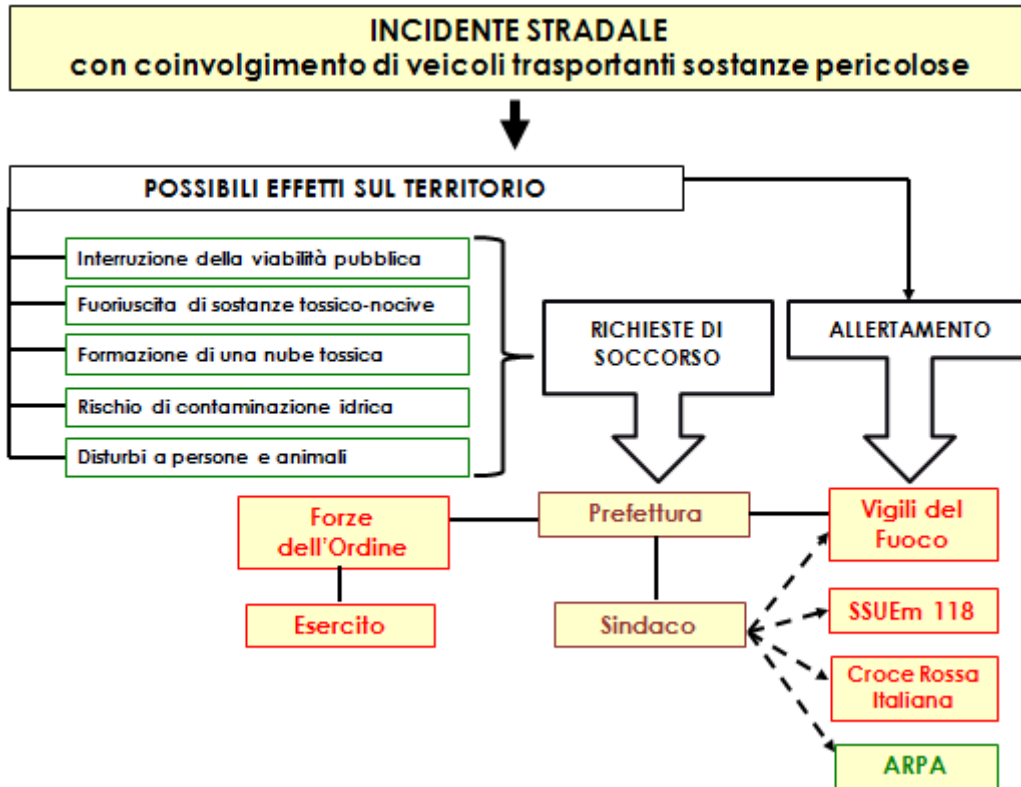 INCIDENTE STRADALE
con coinvolgimento di veicoli trasportanti sostanze pericolose
POSSIBILI EFFETTI SUL TERRITORIO
Interruzione della viabilità pubblica
Fuoriuscita di sostanze tossico-nocive
Formazione di una nube tossica
Rischio di contaminazione idrica
Disturbi a persone e animali
RICHIESTE DI
SOCCORSO
ALLERTAMENTO
Forze
dell'Ordine
Prefettura
Vigili del
Fuoco
Esercito
Sindaco
SSUEm 118
Croce Rossa
Italiana
ARPA